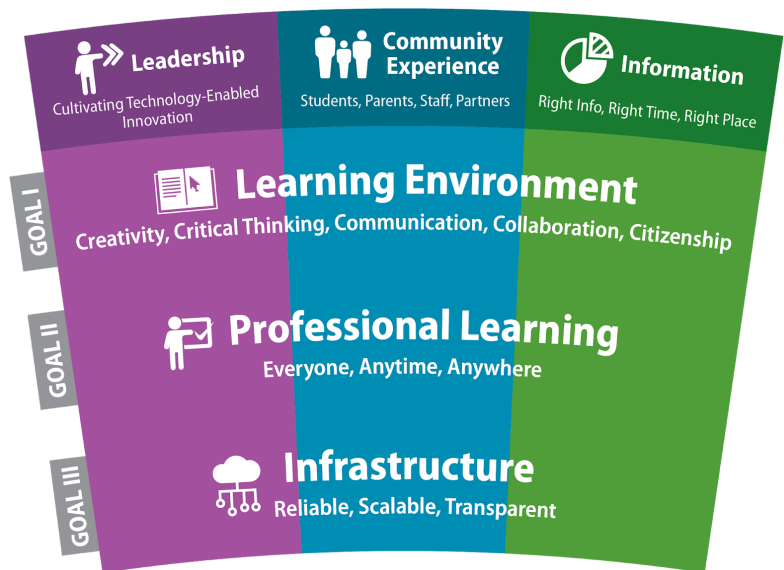 Leadership
Cultivating Technology-Enabled
Innovation
Community
Experience
Students, Parents, Staff, Partners
Information
Right Info, Right Time, Right Place
GOAL I
Learning Environment
Creativity, Critical Thinking, Communication, Collaboration, Citizenship
GOAL II
Professional Learning
Everyone, Anytime, Anywhere
GOAL III
Infrastructure
Reliable, Scalable, Transparent